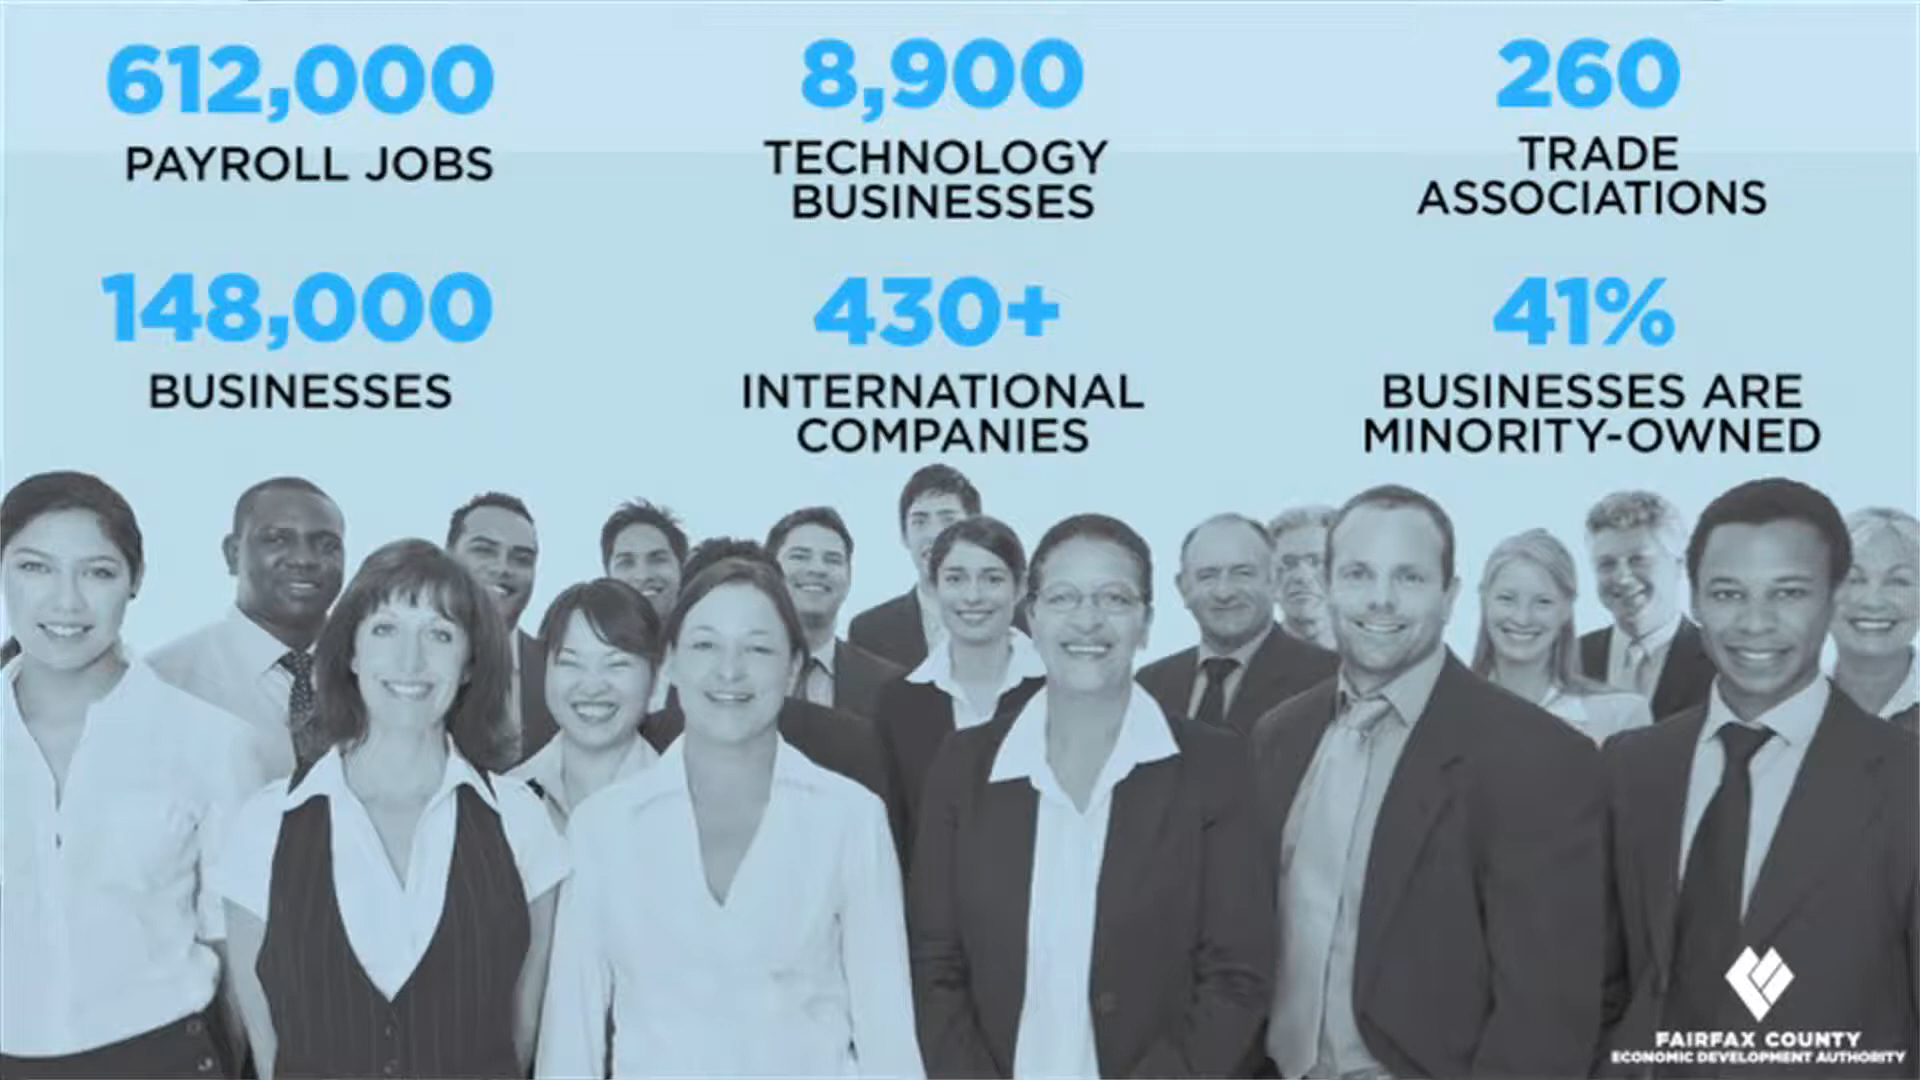 612,000
PAYROLL JOBS
8,900
TECHNOLOGY
BUSINESSES
260
TRADE
ASSOCIATIONS
148,000
BUSINESSES
430+
INTERNATIONAL
COMPANIES
41%
BUSINESSES ARE
MINORITY-OWNED
FAIRFAX COUNTY
ECONOMIC DEVELOPMENT AUTHORITY